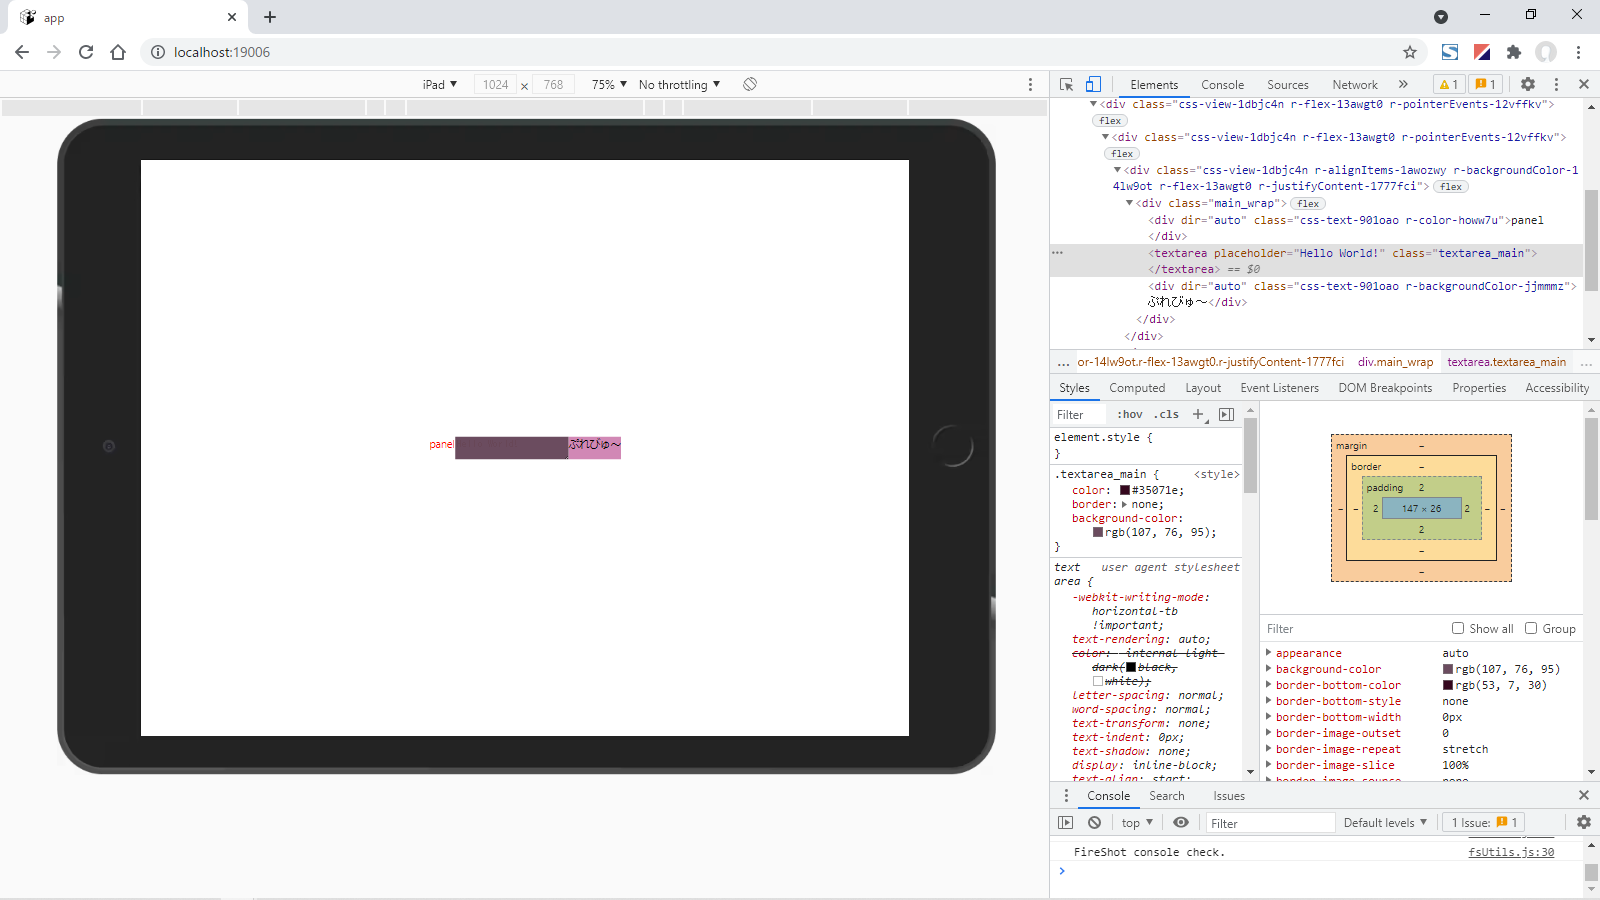 app
localhost:19006
iPad
1024 x 768
75%
No throttling
Elements Console Sources Network » 1 1
<div class="css-view-1dbjc4n r-flex-13awgt0 r-pointerEvents-12vffkv">
flex
<div class="css-view-1dbjc4n r-flex-13awgt0 r-pointerEvents-12vffkv">
flex
<div class="css-view-1dbjc4n r-alignItems-1awozwy r-backgroundColor-1
4lw9ot r-flex-13awgt0 r-justifyContent-1777fci"> flex
<div class="main_wrap"> flex
<div dir="auto" class="css-text-901oao r-color-howw7u">panel
</div>
… <textarea placeholder="Hello World!" class="textarea_main">
</textarea> == $0
<div dir="auto" class="css-text-901oao r-backgroundColor-jjmmmz">
ぷれびゅ～</div>
</div>
</div>
… or-14lw9ot.r-flex-13awgt0.r-justifyContent-1777fci div.main_wrap textarea.textarea_main …
Styles Computed Layout Event Listeners DOM Breakpoints Properties Accessibility
Filter :hov .cls +
element.style {
}
.textarea_main { <style>
color: #35071e;
border: none;
background-color:
rgb(107, 76, 95);
}
text user agent stylesheet
area {
-webkit-writing-mode:
horizontal-tb
!important;
text-rendering: auto;
color: -internal-light-
dark(black,
white);
letter-spacing: normal;
word-spacing: normal;
text-transform: none;
text-indent: 0px;
text-shadow: none;
display: inline-block;
text-align: start;
margin –
border –
padding 2
– – 2 147 × 26 2 – –
2
–
–
Filter Show all Group
appearance auto
background-color rgb(107, 76, 95)
border-bottom-color rgb(53, 7, 30)
border-bottom-style none
border-bottom-width 0px
border-image-outset 0
border-image-repeat stretch
border-image-slice 100%
border-image-source none
panel
ぷれびゅ～
Console Search Issues
top Filter Default levels 1 Issue: 1
FireShot console check. fsUtils.js:30
>